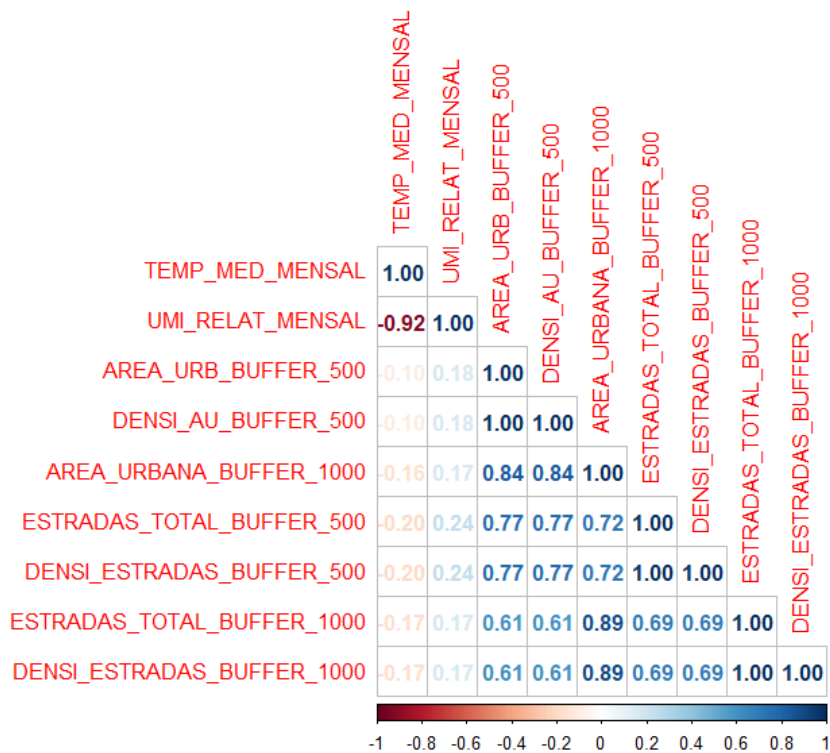 TEMP_MED_MENSAL
UMI_RELAT_MENSAL
AREA_URB_BUFFER_500
DENSI_AU_BUFFER_500
AREA_URBANA_BUFFER_1000
ESTRADAS_TOTAL_BUFFER_500
DENSI_ESTRADAS_BUFFER_500
ESTRADAS_TOTAL_BUFFER_1000
DENSI_ESTRADAS_BUFFER_1000
TEMP_MED_MENSAL 1.00
UMI_RELAT_MENSAL -0.92 1.00
AREA_URB_BUFFER_500 -0.10 0.18 1.00
DENSI_AU_BUFFER_500 -0.10 0.18 1.00 1.00
AREA_URBANA_BUFFER_1000 -0.16 0.17 0.84 0.84 1.00
ESTRADAS_TOTAL_BUFFER_500 -0.20 0.24 0.77 0.77 0.72 1.00
DENSI_ESTRADAS_BUFFER_500 -0.20 0.24 0.77 0.77 0.72 1.00 1.00
ESTRADAS_TOTAL_BUFFER_1000 -0.17 0.17 0.61 0.61 0.89 0.69 0.69 1.00
DENSI_ESTRADAS_BUFFER_1000 -0.17 0.17 0.61 0.61 0.89 0.69 0.69 1.00 1.00
-1 -0.8 -0.6 -0.4 -0.2 0 0.2 0.4 0.6 0.8 1